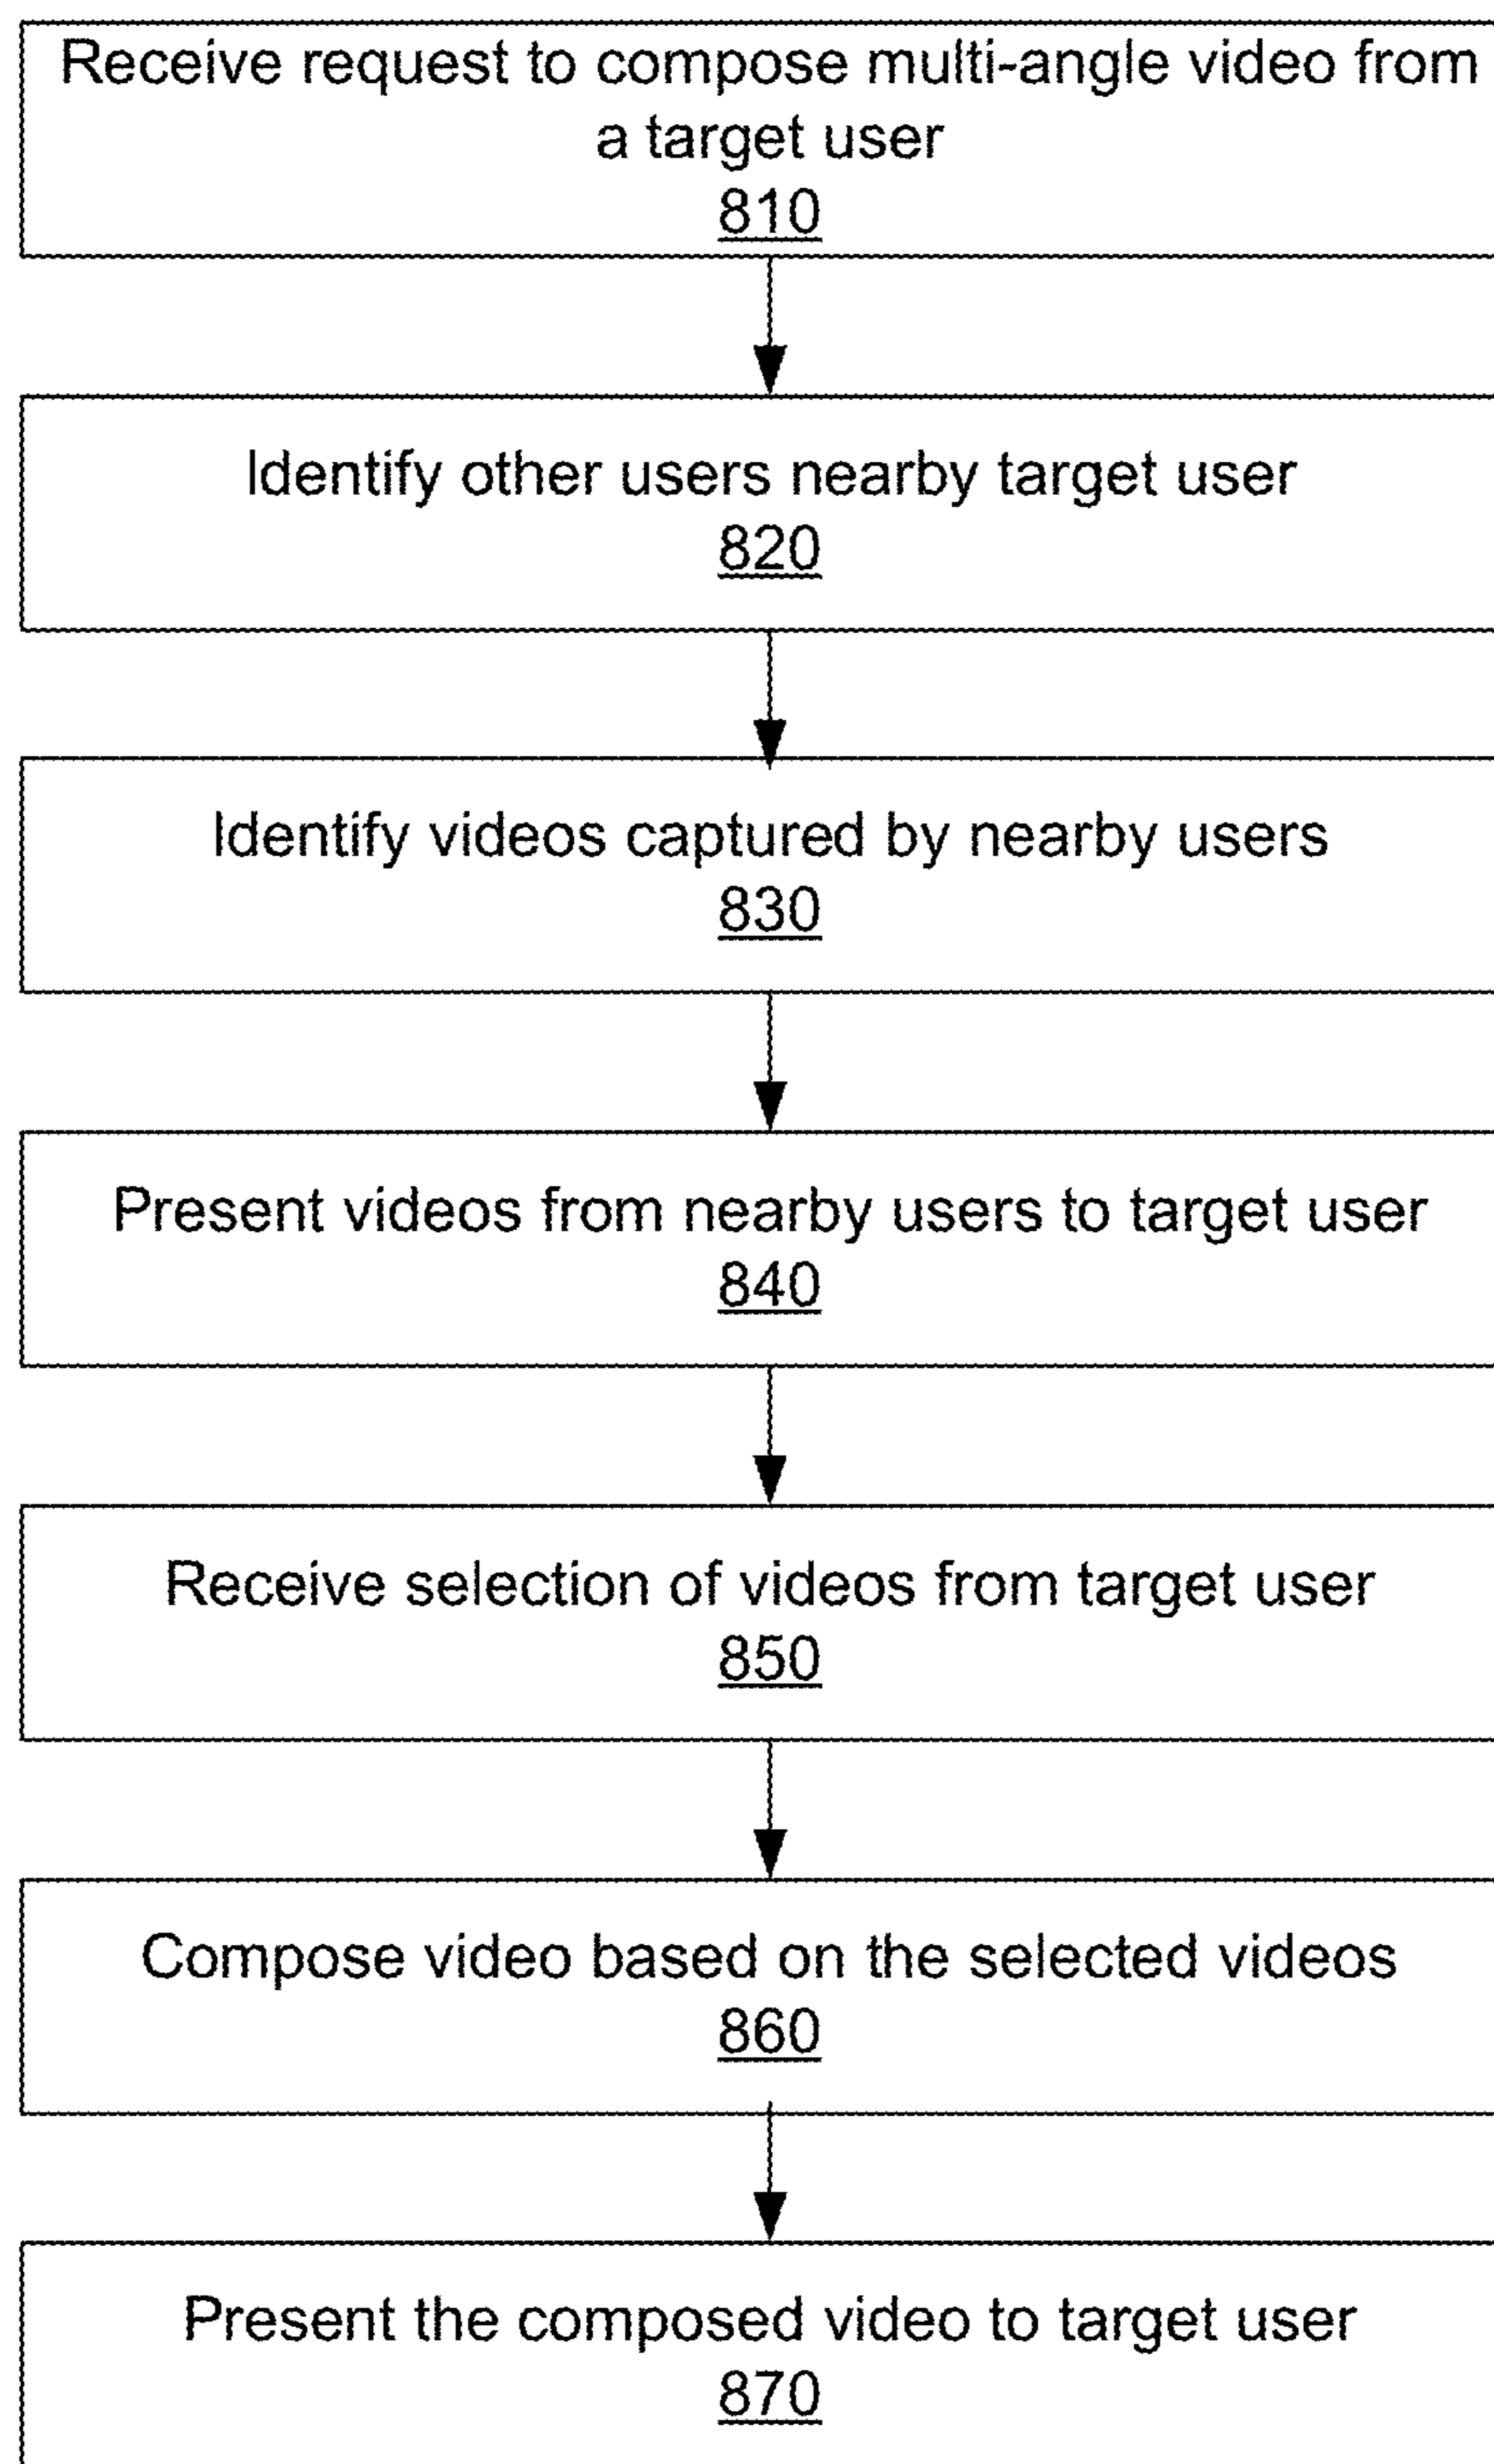 Receive request to compose multi-angle video from
a target user
810
Identify other users nearby target user
820
Identify videos captured by nearby users
830
Present videos from nearby users to target user
840
Receive selection of videos from target user
850
Compose video based on the selected videos
860
Present the composed video to target user
870